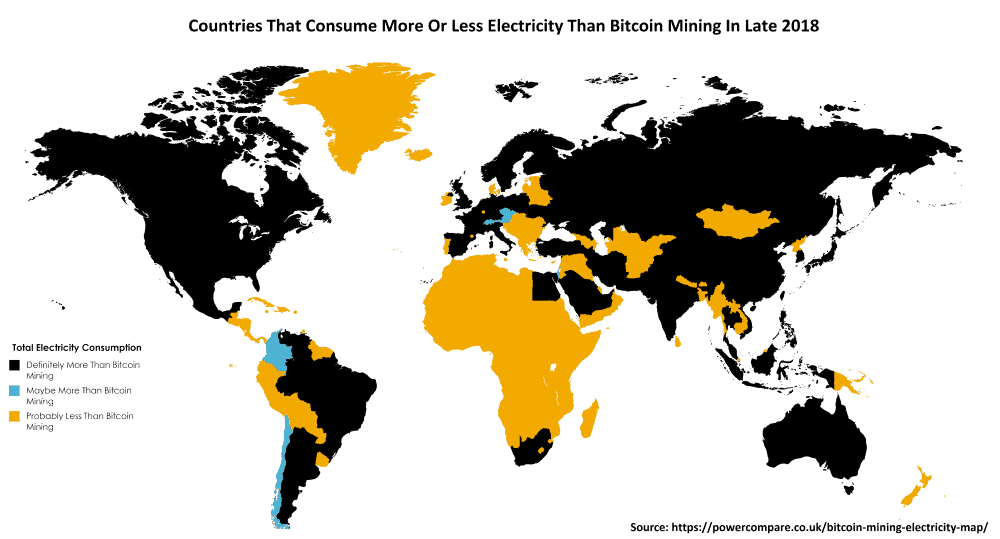 Countries That Consume More Or Less Electricity Than Bitcoin Mining In Late 2018
Total Electricity Consumption
Definitely More Than Bitcoin
Mining
Maybe More Than Bitcoin
Mining
Probably Less Than Bitcoin
Mining
Source: https://powercompare.co.uk/bitcoin-mining-electricity-map/